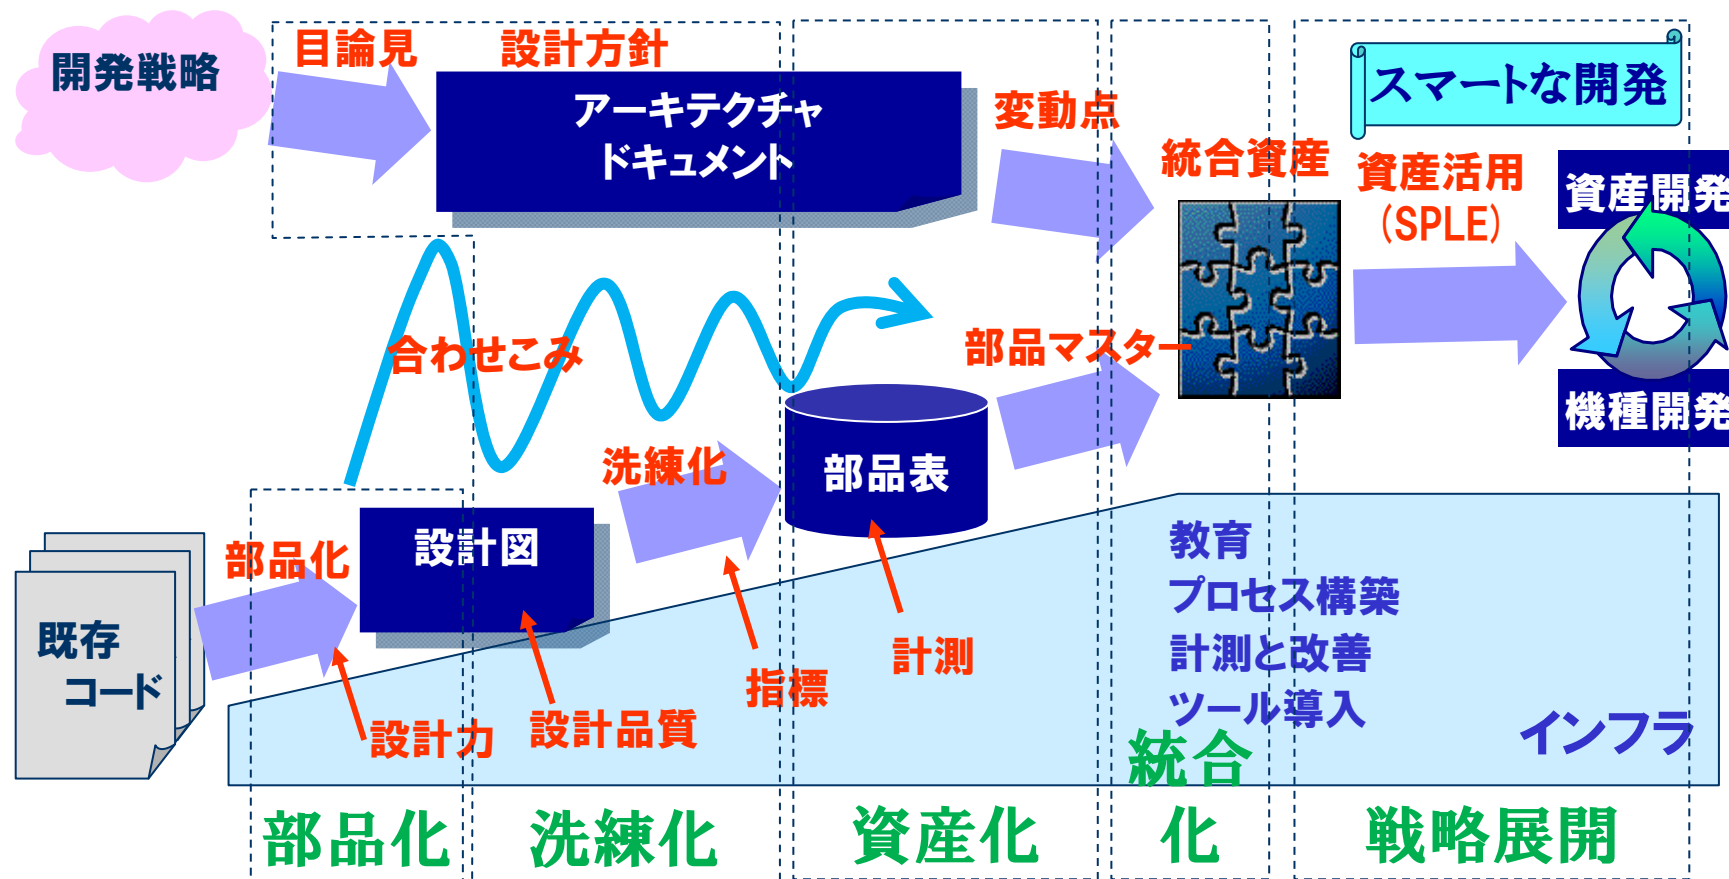 開発戦略
目論見
設計方針
アーキテクチャ
ドキュメント
変動点
統合資産
スマートな開発
資産活用
(SPLE)
資産開発
機種開発
合わせこみ
部品マスター
洗練化
部品表
部品化
設計図
既存
コード
設計力
設計品質
指標
計測
教育
プロセス構築
計測と改善
ツール導入
インフラ
部品化
洗練化
資産化
統合
化
戦略展開